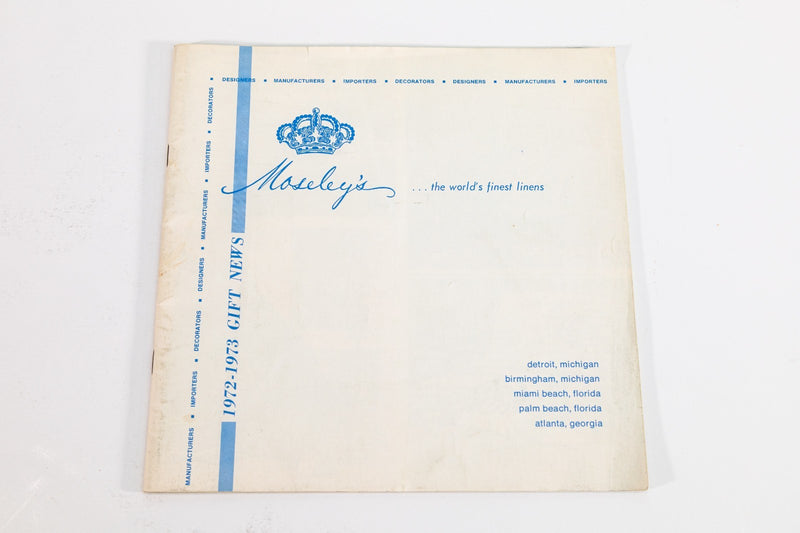 ▪ DESIGNERS ▪ MANUFACTURERS ▪ IMPORTERS ▪ DECORATORS ▪ DESIGNERS ▪ MANUFACTURERS ▪ IMPORTERS
Moseley's ... the world's finest linens
MANUFACTURERS ▪ IMPORTERS ▪ DECORATORS ▪ DESIGNERS ▪ MANUFACTURERS ▪ IMPORTERS ▪ DECORATORS
1972-1973 GIFT NEWS
detroit, michigan
birmingham, michigan
miami beach, florida
palm beach, florida
atlanta, georgia